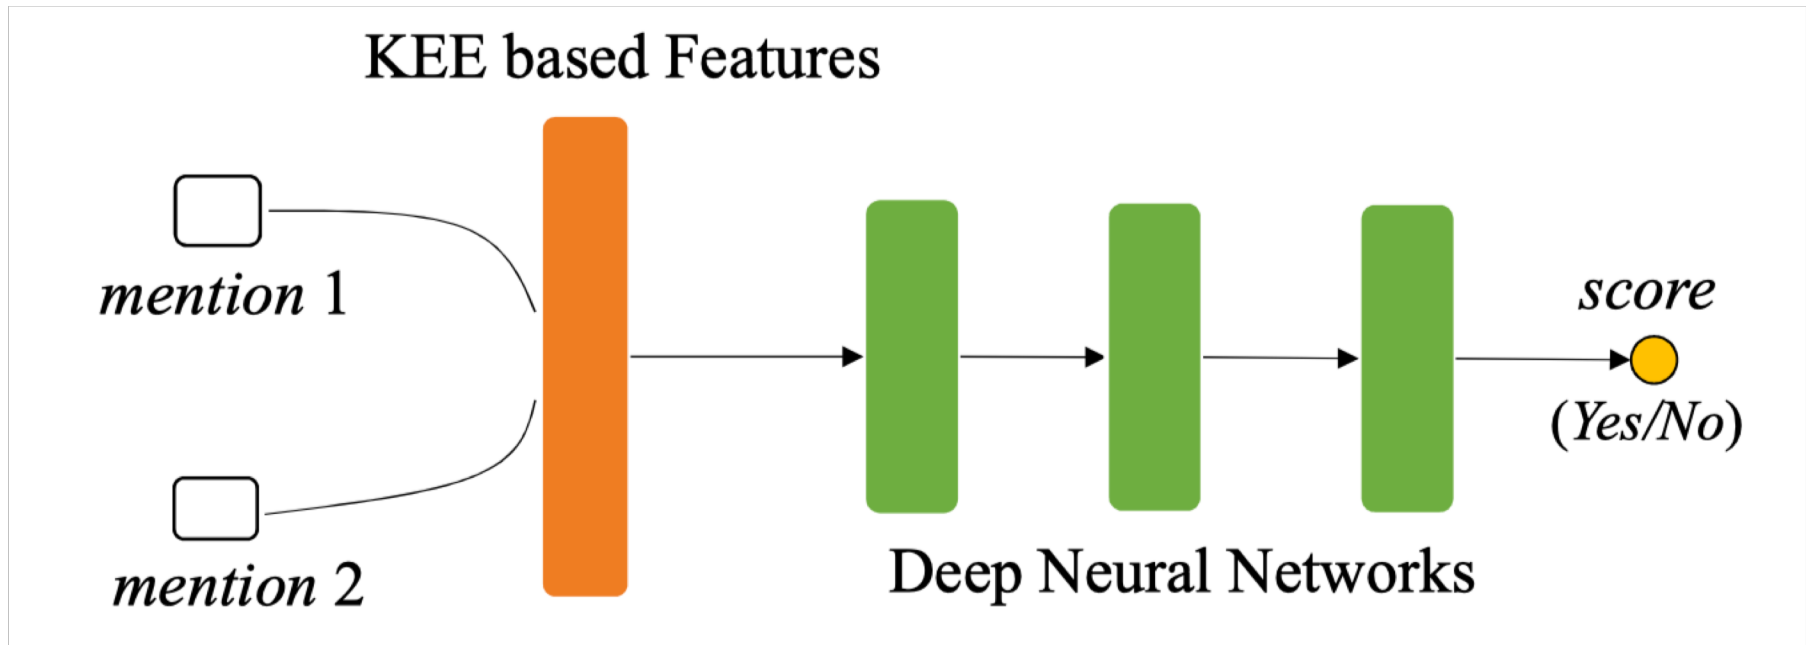 KEE based Features
mention 1
mention 2
Deep Neural Networks
score
(Yes/No)